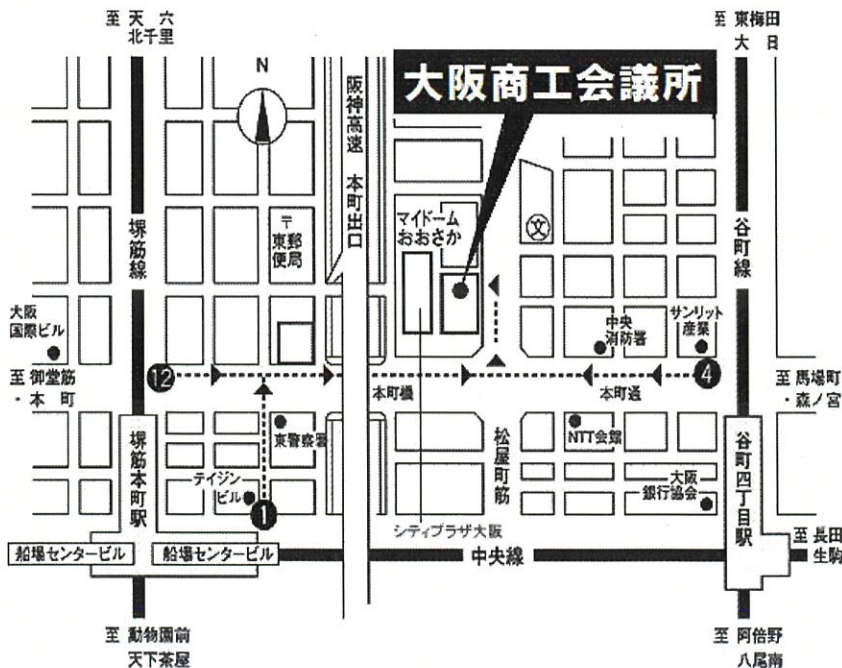 至 天 六
北千里
至 東梅田
大 日
N
阪神高速 本町出口
大阪商工会議所
堺筋線
谷町線
〒
東郵
便局
マイドーム
おおさか
文
大阪
国際ビル
中央
消防署
サンリット
産業
至 御堂筋
・本 町
12
本町橋
本町通
4
至 馬場町
・森ノ宮
東警察署
松屋町筋
NTT会館
堺筋本町駅
テイジン
ビル
1
大阪
銀行協会
谷町四丁目駅
シティプラザ大阪
船場センタービル
船場センタービル
中央線
至 長田
生駒
至 動物園前
天下茶屋
至 阿倍野
八尾南